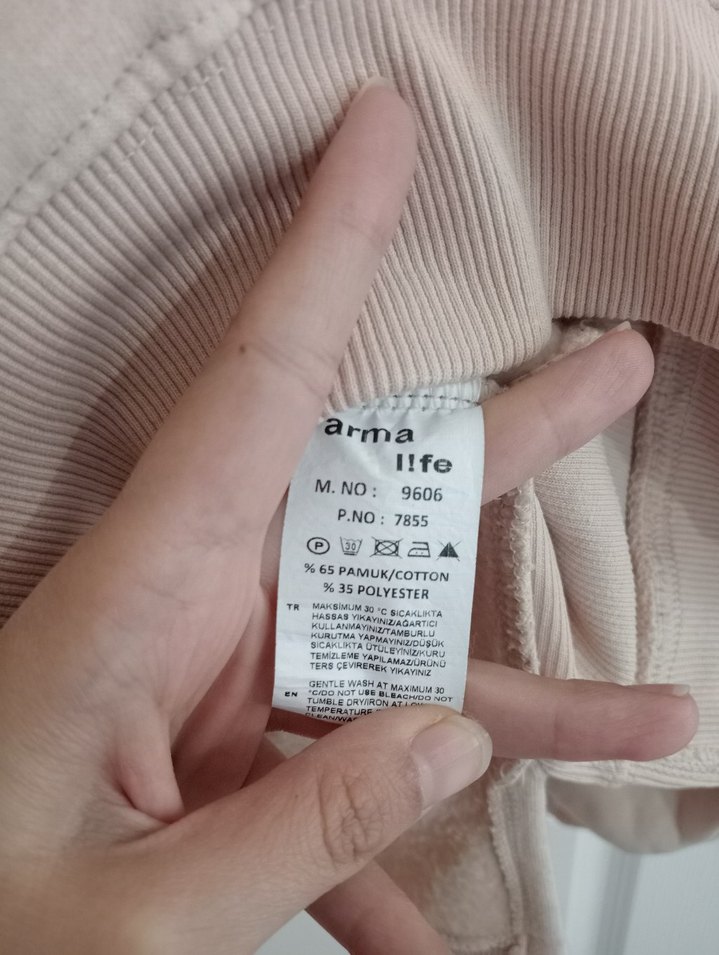 arma
l!fe
M. NO : 9606
P.NO : 7855
P 30
% 65 PAMUK/COTTON
% 35 POLYESTER
TR MAKSİMUM 30 °C SICAKLIKTA
HASSAS YIKAYINIZ/AĞARTICI
KULLANMAYINIZ/TAMBURLU
KURUTMA YAPMAYINIZ/DÜŞÜK
SICAKLIKTA ÜTÜLEYİNİZ/KURU
TEMİZLEME YAPILAMAZ/ÜRÜNÜ
TERS ÇEVİREREK YIKAYINIZ
EN GENTLE WASH AT MAXIMUM 30
°C/DO NOT USE BLEACH/DO NOT
TUMBLE DRY/IRON AT LOW
TEMPERATURE